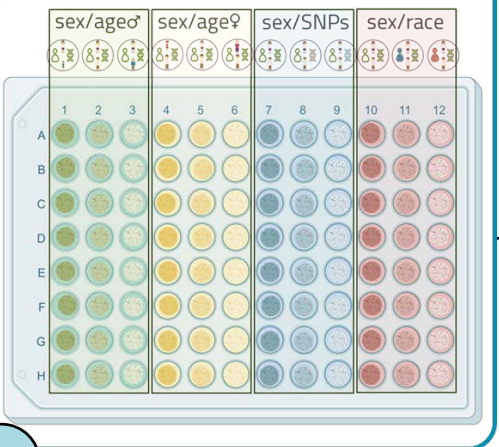 sex/age♂ sex/age♀ sex/SNPs sex/race
1 2 3 4 5 6 7 8 9 10 11 12
A
B
C
D
E
F
G
H